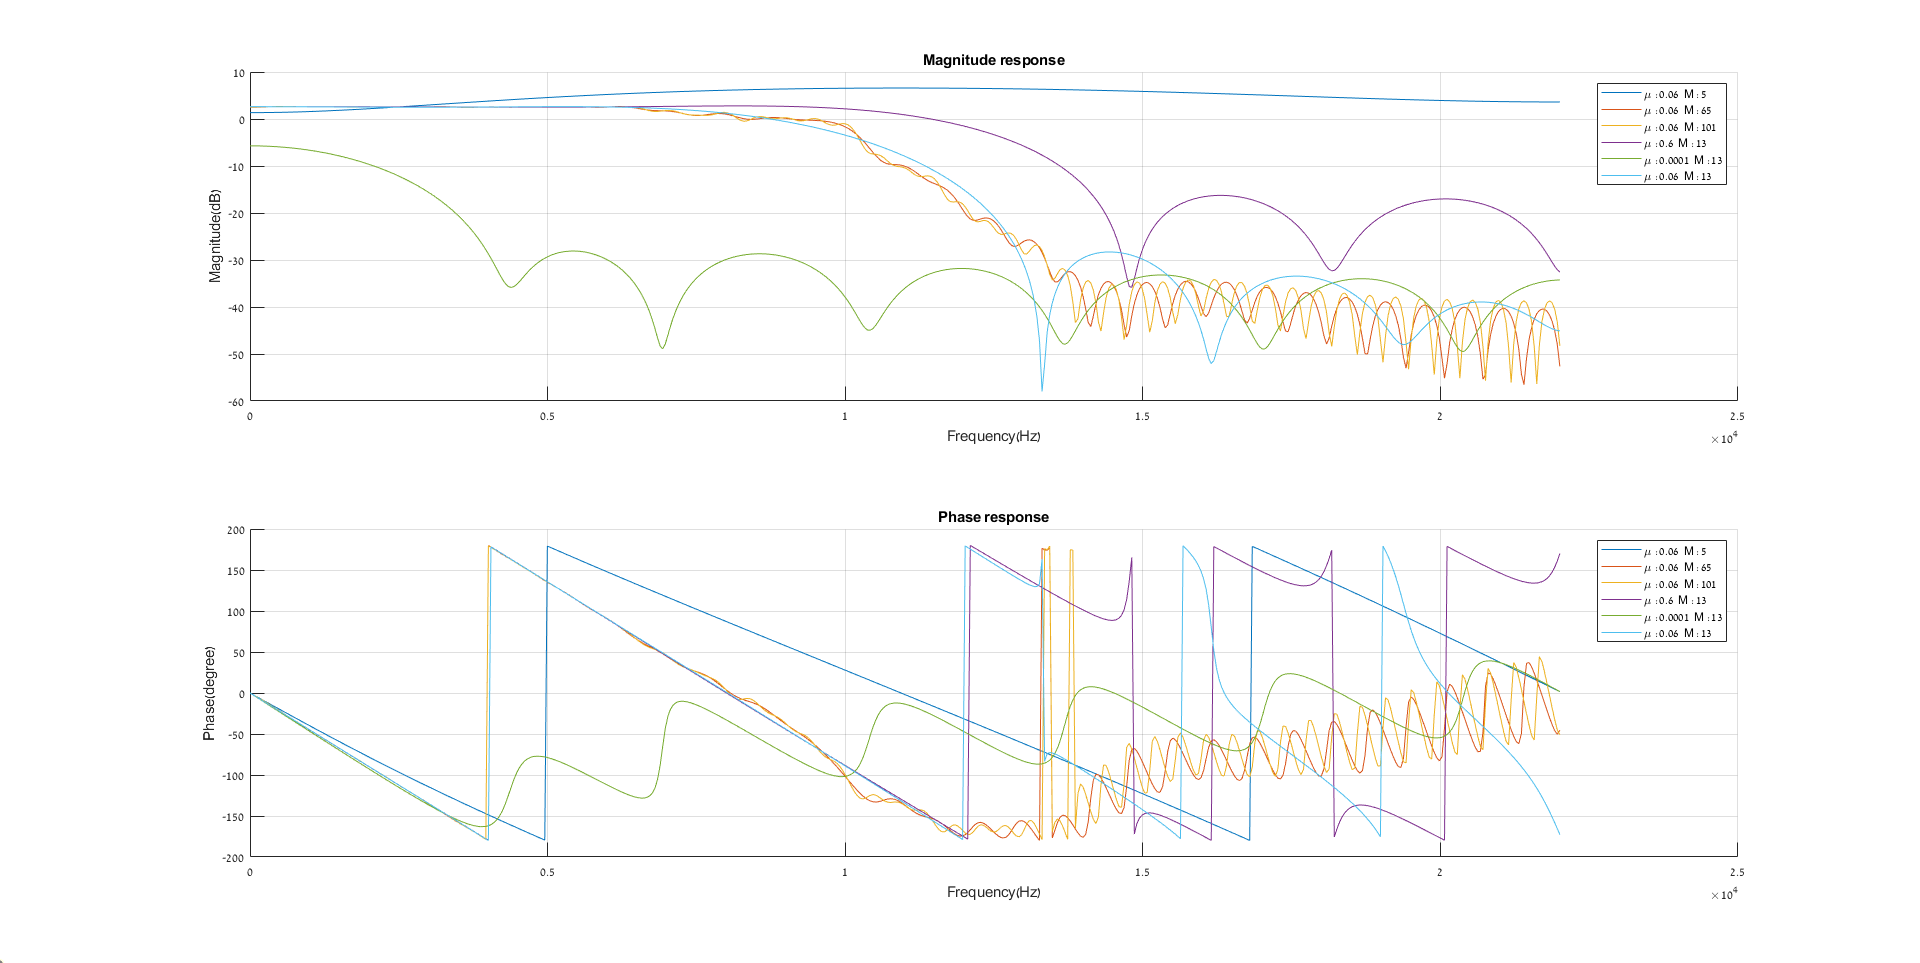 Magnitude response
10
0
-10
-20
-30
-40
-50
-60
Magnitude(dB)
0 0.5 1 1.5 2 2.5
Frequency(Hz)
×10^4
μ :0.06 M: 5
μ :0.06 M: 65
μ :0.06 M: 101
μ :0.6 M: 13
μ :0.0001 M: 13
μ :0.06 M: 13
Phase response
200
150
100
50
0
-50
-100
-150
-200
Phase(degree)
0 0.5 1 1.5 2 2.5
Frequency(Hz)
×10^4
μ :0.06 M: 5
μ :0.06 M: 65
μ :0.06 M: 101
μ :0.6 M: 13
μ :0.0001 M: 13
μ :0.06 M: 13